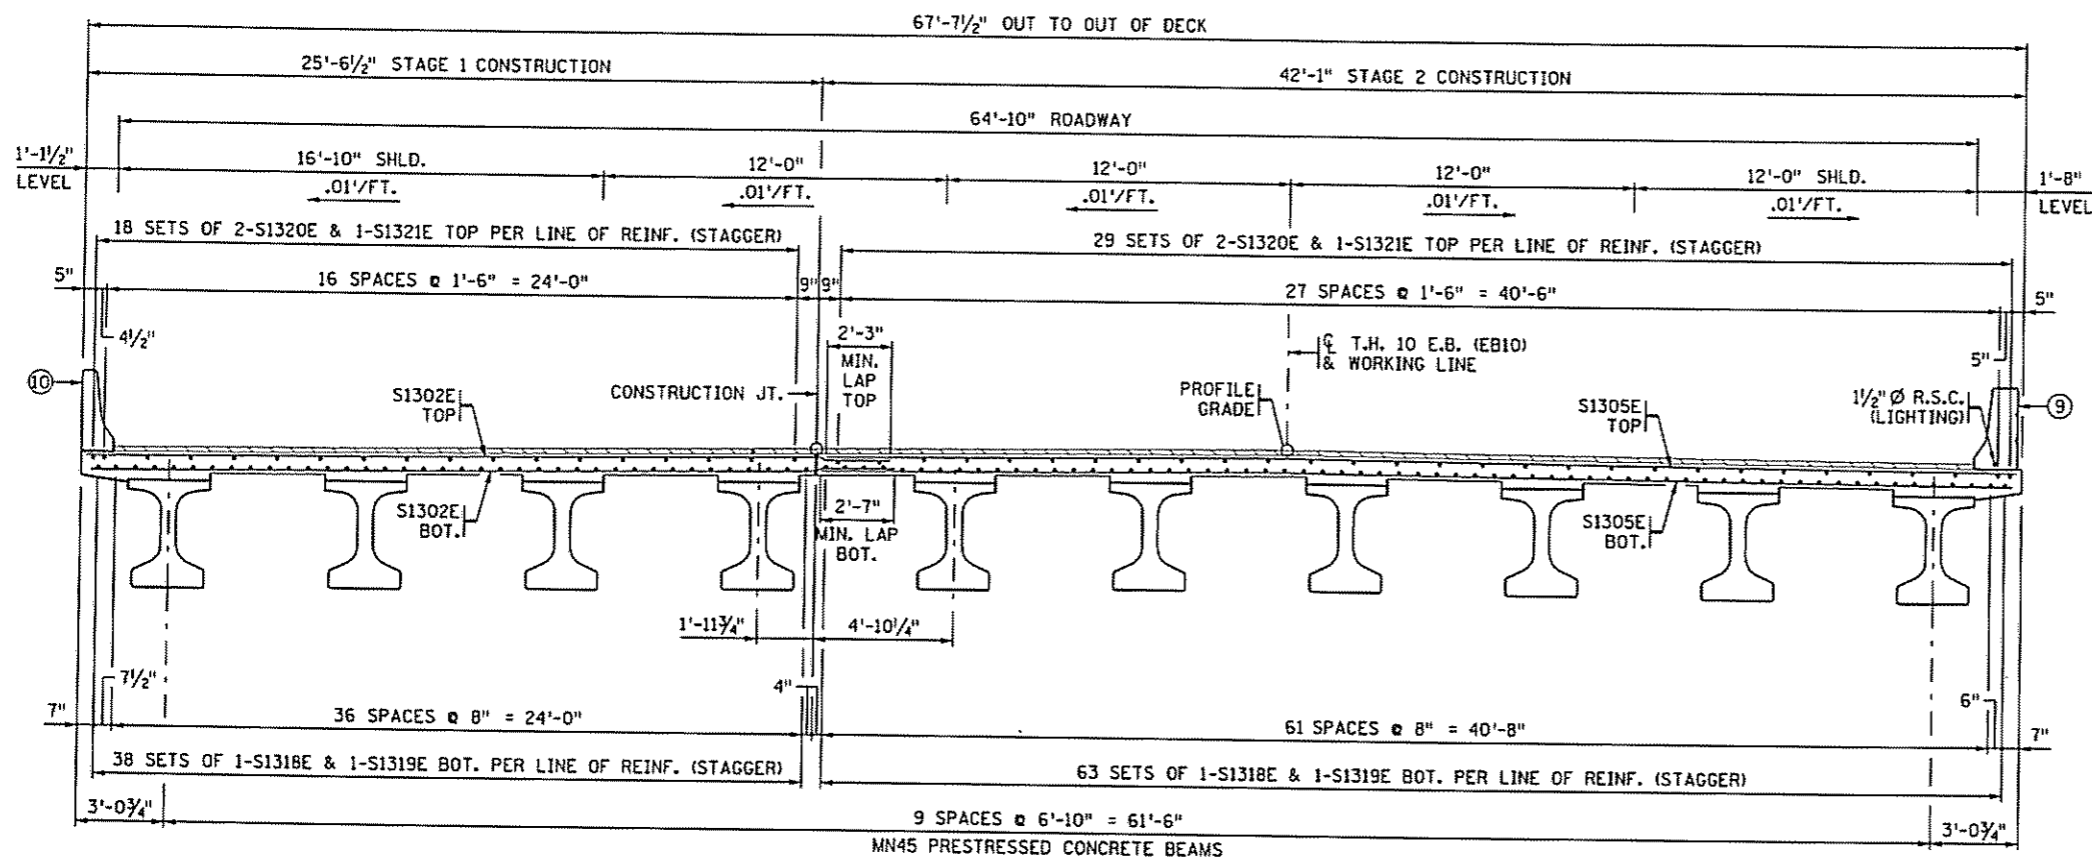 67'-7½" OUT TO OUT OF DECK
25'-6½" STAGE 1 CONSTRUCTION
42'-1" STAGE 2 CONSTRUCTION
64'-10" ROADWAY
1'-1½"
LEVEL
16'-10" SHLD.
.01'/FT.
12'-0"
.01'/FT.
12'-0"
.01'/FT.
12'-0"
.01'/FT.
12'-0" SHLD.
.01'/FT.
1'-8"
LEVEL
18 SETS OF 2-S1320E & 1-S1321E TOP PER LINE OF REINF. (STAGGER)
29 SETS OF 2-S1320E & 1-S1321E TOP PER LINE OF REINF. (STAGGER)
5"
16 SPACES @ 1'-6" = 24'-0"
9"
9"
27 SPACES @ 1'-6" = 40'-6"
5"
4½"
2'-3"
MIN.
LAP
TOP
℄ T.H. 10 E.B. (EB10)
& WORKING LINE
5"
10
S1302E
TOP
CONSTRUCTION JT.
PROFILE
GRADE
S1305E
TOP
1½" Ø R.S.C.
(LIGHTING)
9
S1302E
BOT.
2'-7"
MIN. LAP
BOT.
S1305E
BOT.
1'-11¾"
4'-10¼"
7½"
4"
6"
7"
36 SPACES @ 8" = 24'-0"
61 SPACES @ 8" = 40'-8"
7"
38 SETS OF 1-S1318E & 1-S1319E BOT. PER LINE OF REINF. (STAGGER)
63 SETS OF 1-S1318E & 1-S1319E BOT. PER LINE OF REINF. (STAGGER)
3'-0¾"
9 SPACES @ 6'-10" = 61'-6"
3'-0¾"
MN45 PRESTRESSED CONCRETE BEAMS